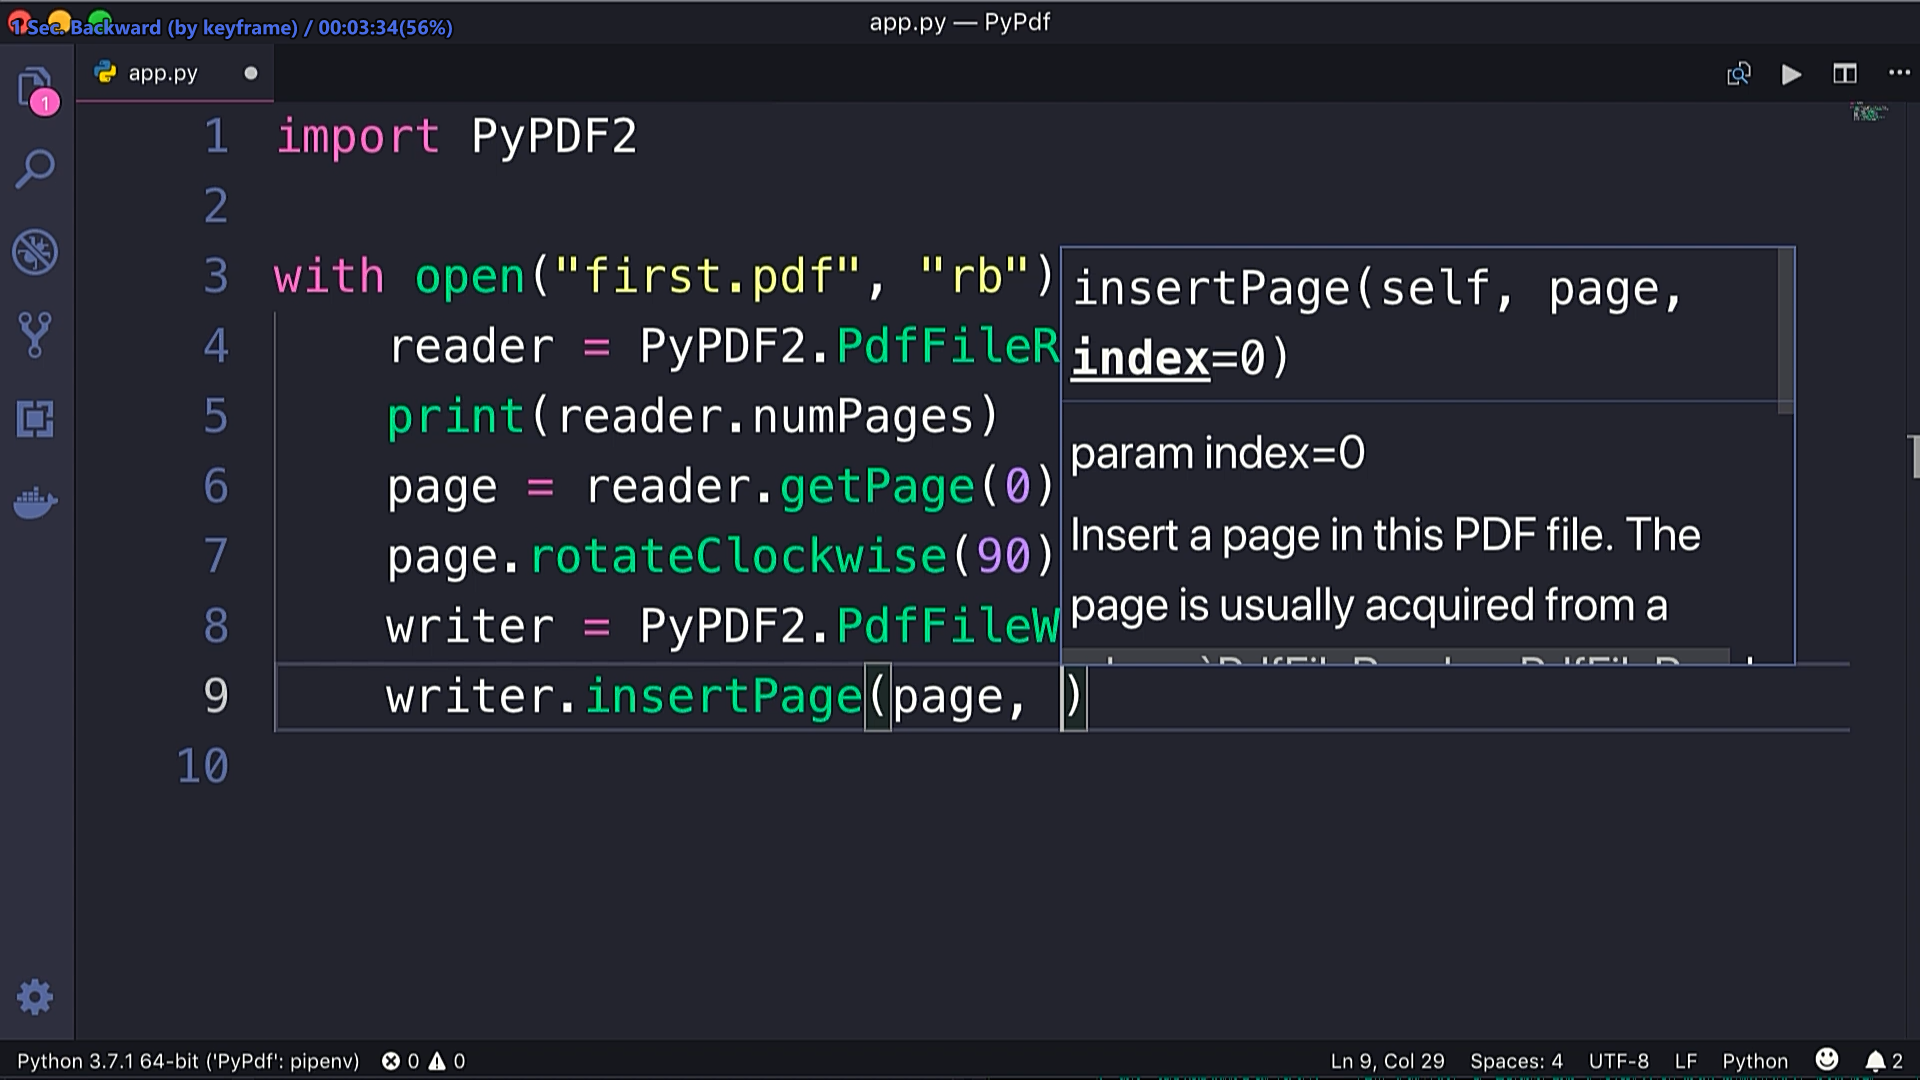 1 Sec. Backward (by keyframe) / 00:03:34(56%)
app.py — PyPdf
app.py
1
1 import PyPDF2
2
3 with open("first.pdf", "rb")
4 reader = PyPDF2.PdfFileR
5 print(reader.numPages)
6 page = reader.getPage(0)
7 page.rotateClockwise(90)
8 writer = PyPDF2.PdfFileW
9 writer.insertPage(page, )
10
insertPage(self, page,
index=0)
param index=0
Insert a page in this PDF file. The
page is usually acquired from a
Python 3.7.1 64-bit ('PyPdf': pipenv) 0 0 Ln 9, Col 29 Spaces: 4 UTF-8 LF Python 2